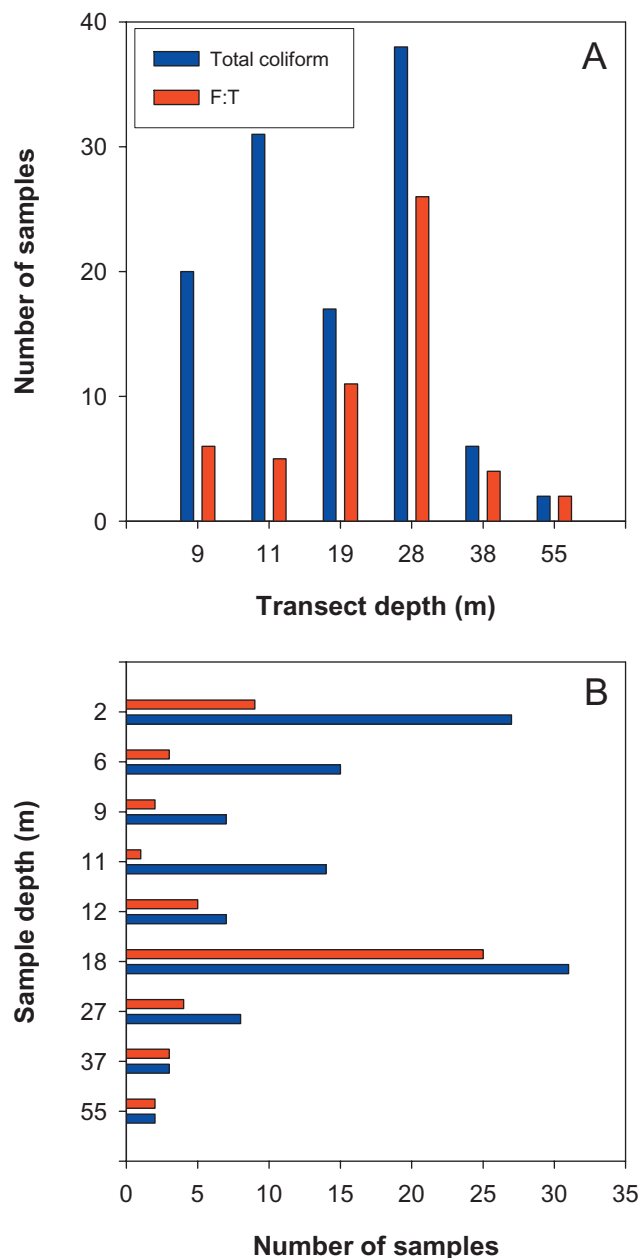 A
Total coliform
F:T
Number of samples
40
30
20
10
0
9 11 19 28 38 55
Transect depth (m)
B
Sample depth (m)
2
6
9
11
12
18
27
37
55
0 5 10 15 20 25 30 35
Number of samples